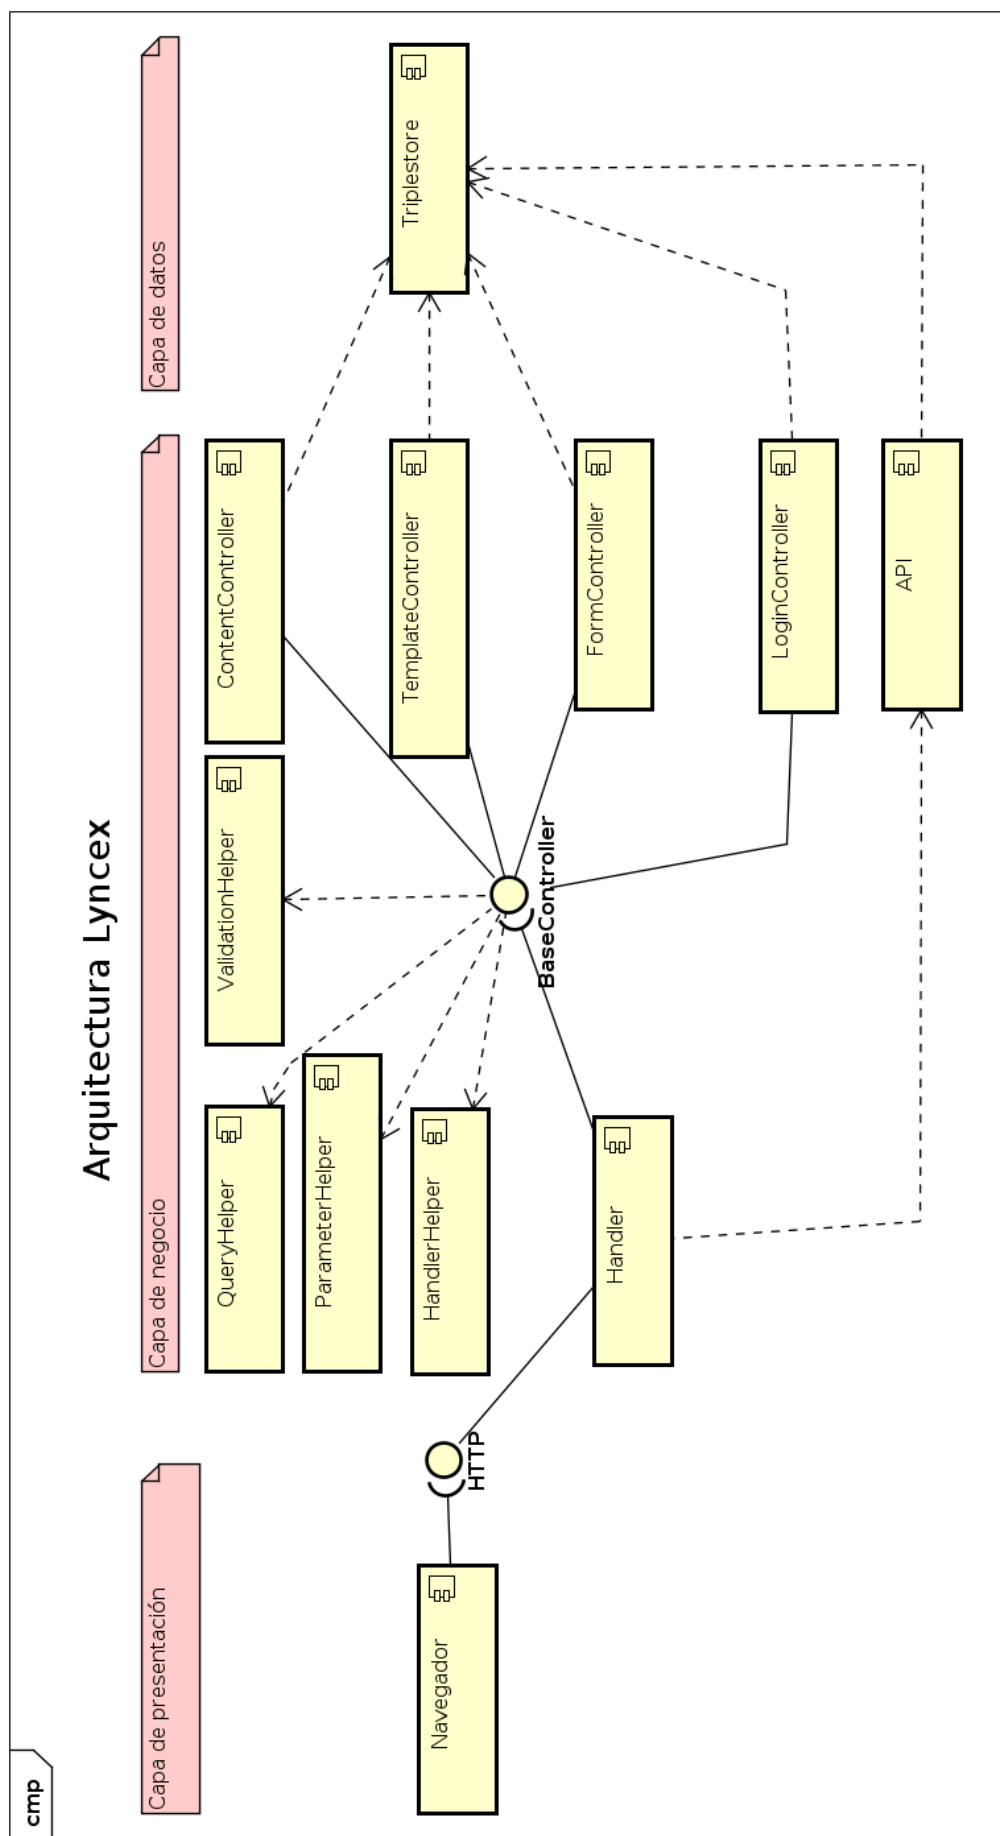 cmp
Arquitectura Lyncex
Capa de presentación
Capa de negocio
Capa de datos
QueryHelper
ValidationHelper
ContentController
ParameterHelper
HandlerHelper
TemplateController
Triplestore
Navegador
HTTP
BaseController
Handler
FormController
LoginController
API